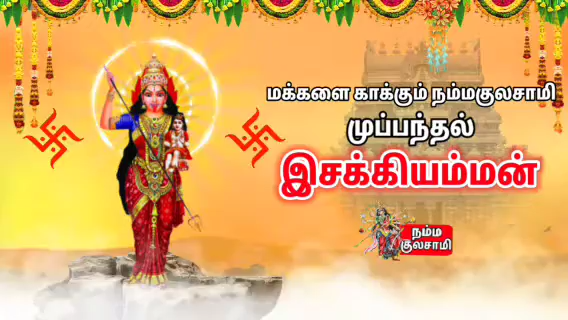 மக்களை காக்கும் நம்மகுலசாமி
முப்பந்தல்
இசக்கியம்மன்
நம்ம
குலசாமி